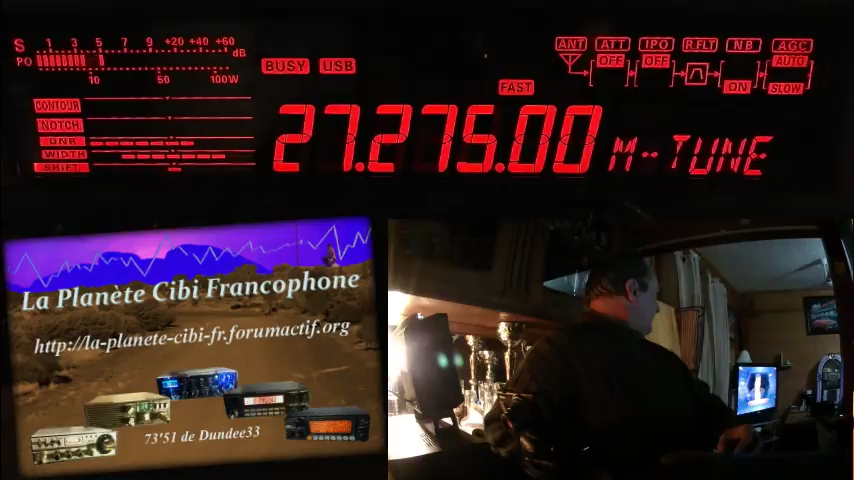 S 1 3 5 7 9 +20 +40 +60 dB
PO 10 50 100W
BUSY USB
ANT ATT IPO R.FLT NB AGC
OFF OFF AUTO
ON SLOW
FAST
CONTOUR
NOTCH
DNR
WIDTH
SHIFT
27.275.00 M-TUNE
La Planète Cibi Francophone
http://la-planete-cibi-fr.forumactif.org
73'51 de Dundee33